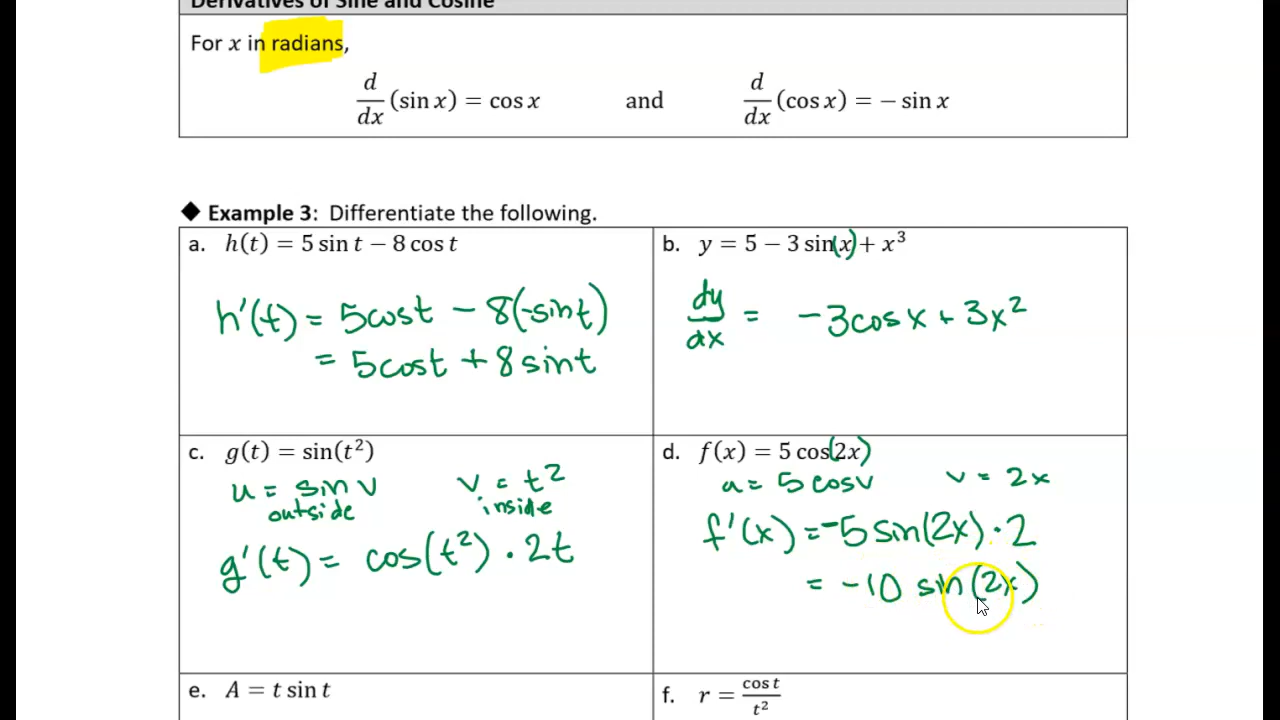 Derivatives of Sine and Cosine
For x in radians,
d/dx (sin x) = cos x and d/dx (cos x) = − sin x
◆ Example 3: Differentiate the following.
a. h(t) = 5 sin t − 8 cos t
h'(t) = 5cost − 8(-sint)
= 5cost + 8sint
b. y = 5 − 3 sin(x) + x³
dy/dx = -3cosx + 3x²
c. g(t) = sin(t²)
u = sin v v = t²
outside inside
g'(t) = cos(t²) · 2t
d. f(x) = 5 cos(2x)
u = 5 cosv v = 2x
f'(x) = -5 sin(2x) · 2
= -10 sin(2x)
e. A = t sin t
f. r = cos t/t²